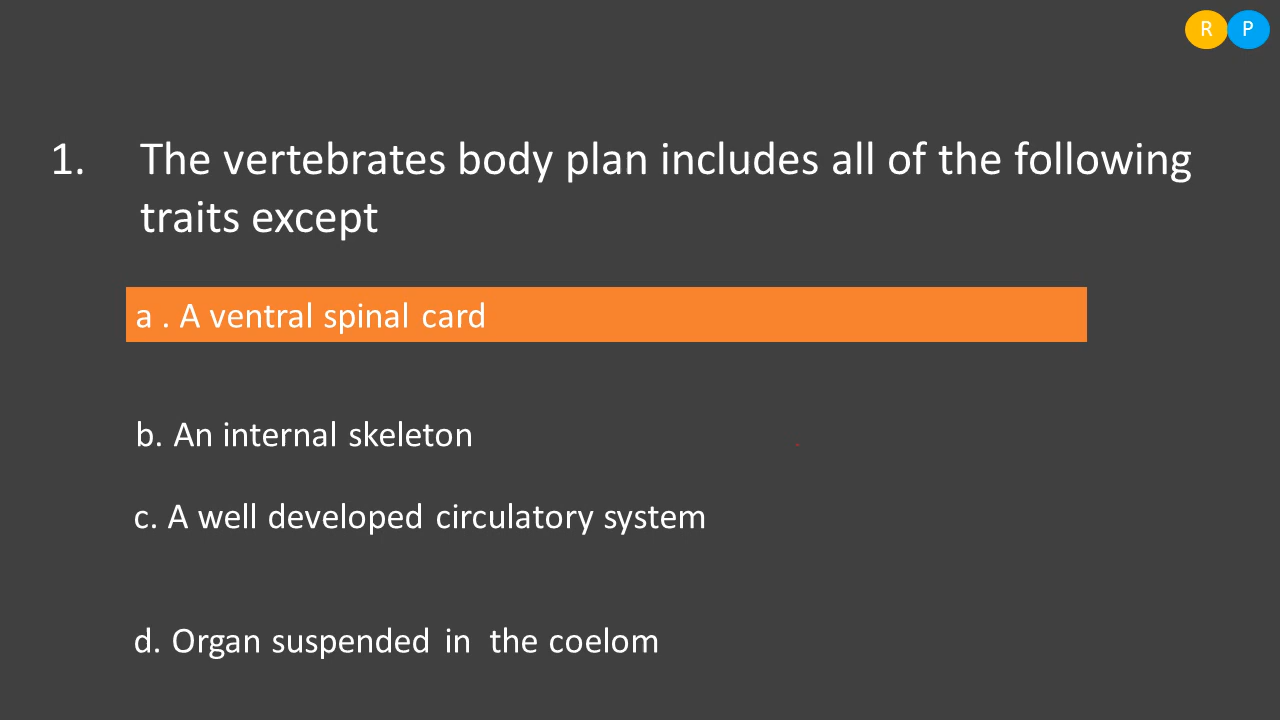 R P
1. The vertebrates body plan includes all of the following
traits except
a . A ventral spinal card
b. An internal skeleton
c. A well developed circulatory system
d. Organ suspended in the coelom